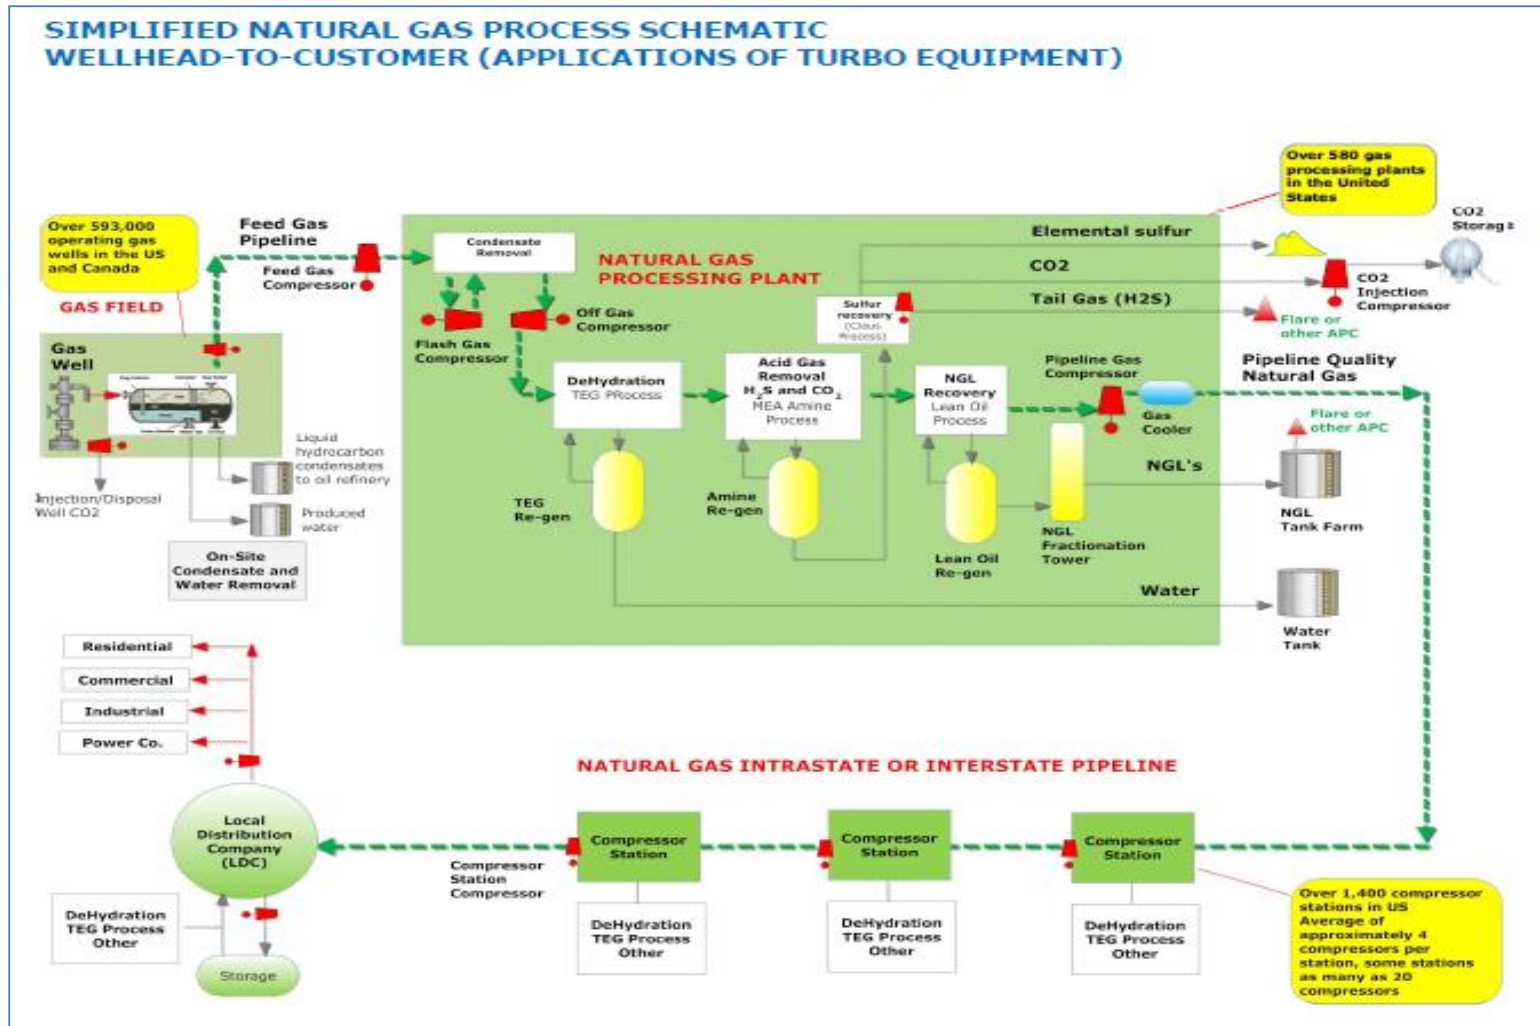 SIMPLIFIED NATURAL GAS PROCESS SCHEMATIC
WELLHEAD-TO-CUSTOMER (APPLICATIONS OF TURBO EQUIPMENT)
Over 593,000
operating gas
wells in the US
and Canada
GAS FIELD
Gas
Well
Feed Gas
Pipeline
Feed Gas
Compressor
Liquid
hydrocarbon
condensates
to oil refinery
Produced
water
Injection/Disposal
Well CO2
On-Site
Condensate and
Water Removal
Condensate
Removal
NATURAL GAS
PROCESSING PLANT
Flash Gas
Compressor
Off Gas
Compressor
DeHydration
TEG PRocess
TEG
Re-gen
Acid Gas
Removal
H2S and CO2
MEA Amine
Process
Amine
Re-gen
Sulfur
recovery
(Claus
Process)
NGL
Recovery
Lean Oil
Process
Lean Oil
Re-gen
NGL
Fractionation
Tower
Elemental sulfur
CO2
Tail Gas (H2S)
Over 580 gas
processing plants
in the United
States
CO2
Storage
CO2
Injection
Compressor
Flare or
other APC
Pipeline Gas
Compressor
Gas
Cooler
Pipeline Quality
Natural Gas
Flare or
other APC
NGL's
NGL
Tank Farm
Water
Water
Tank
Residential
Commercial
Industrial
Power Co.
NATURAL GAS INTRASTATE OR INTERSTATE PIPELINE
Local
Distribution
Company
(LDC)
DeHydration
TEG Process
Other
Storage
Compressor
Station
Compressor
Compressor
Station
DeHydration
TEG Process
Other
Compressor
Station
DeHydration
TEG Process
Other
Compressor
Station
DeHydration
TEG Process
Other
Over 1,400 compressor
stations in US
Average of
approximately 4
compressors per
station, some stations
as many as 20
compressors